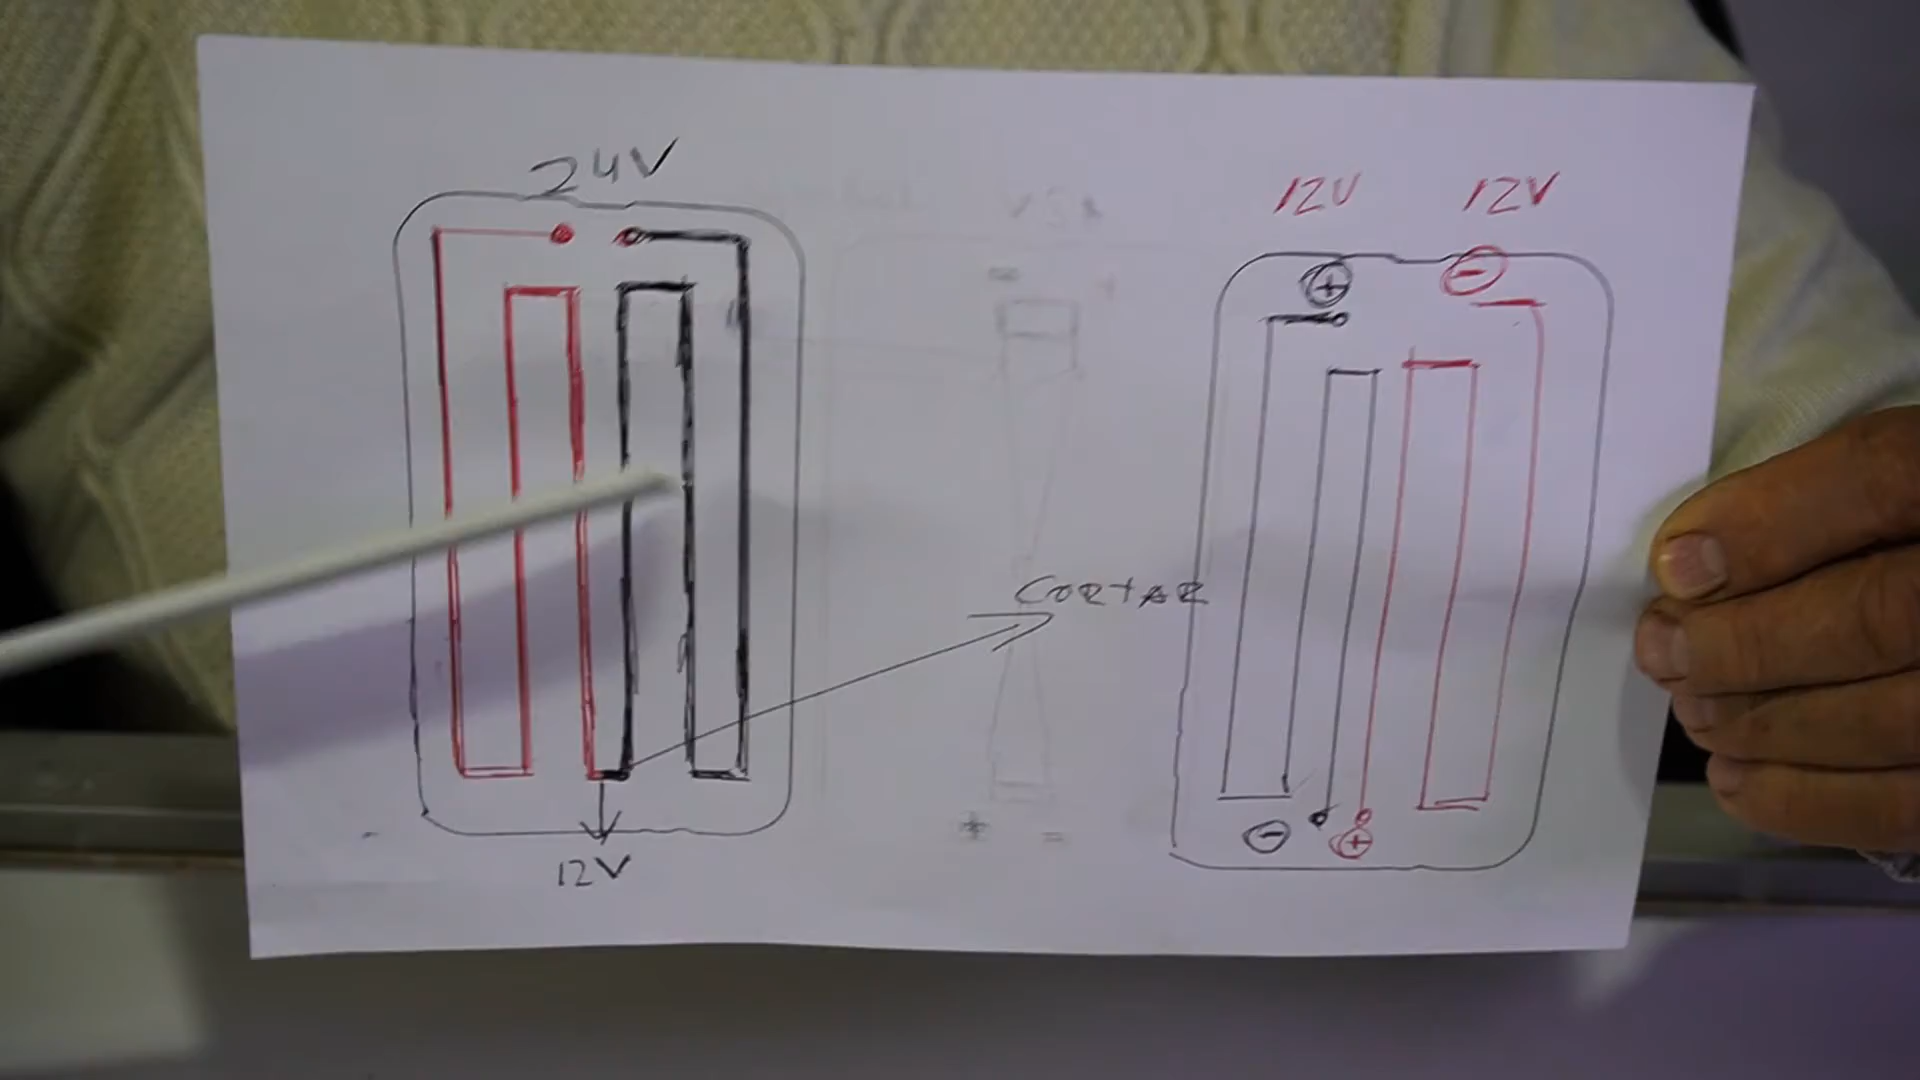 24V
12V
CORTAR
12V 12V
+ -
- +